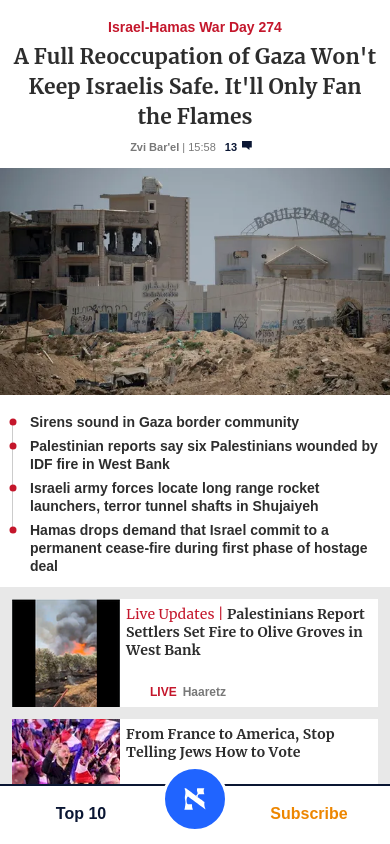 Israel-Hamas War Day 274
A Full Reoccupation of Gaza Won't
Keep Israelis Safe. It'll Only Fan
the Flames
Zvi Bar'el | 15:58 13
BOULEVARD
Sirens sound in Gaza border community
Palestinian reports say six Palestinians wounded by
IDF fire in West Bank
Israeli army forces locate long range rocket
launchers, terror tunnel shafts in Shujaiyeh
Hamas drops demand that Israel commit to a
permanent cease-fire during first phase of hostage
deal
Live Updates | Palestinians Report
Settlers Set Fire to Olive Groves in
West Bank
LIVE Haaretz
From France to America, Stop
Telling Jews How to Vote
Top 10
Subscribe